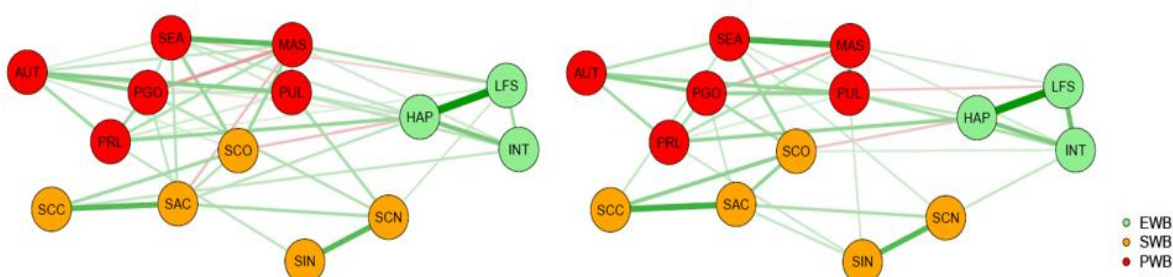 SEA
MAS
AUT
PGO
PUL
LFS
HAP
PRL
SCO
INT
SCC
SAC
SCN
SIN
SEA
MAS
AUT
PGO
PUL
LFS
HAP
PRL
SCO
INT
SCC
SAC
SCN
SIN
EWB
SWB
PWB